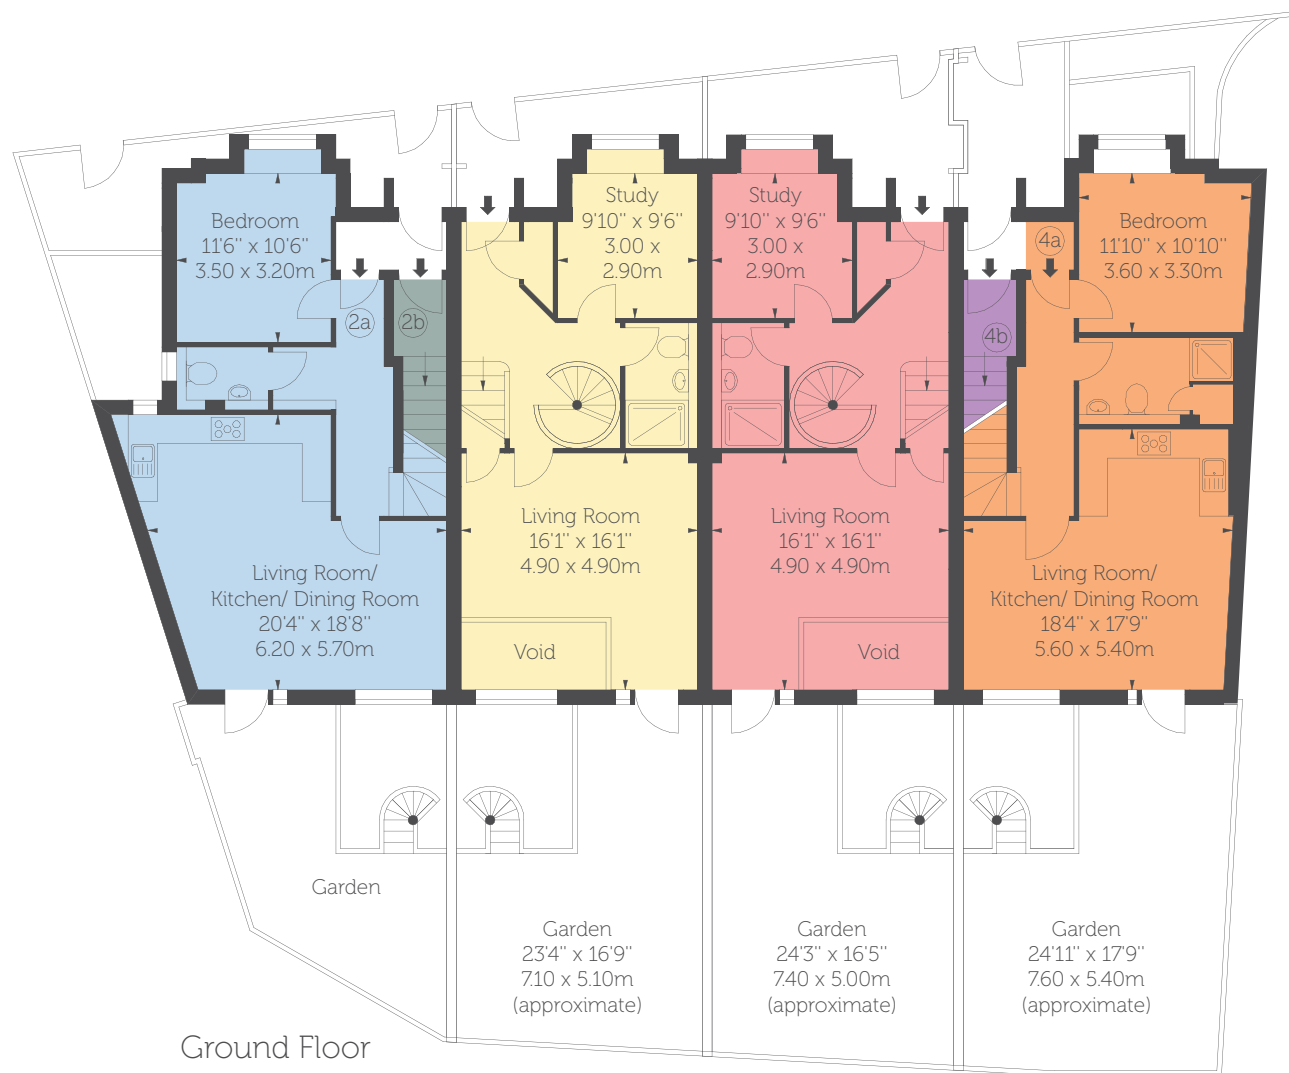 Bedroom
11'6'' x 10'6''
3.50 x 3.20m
2a
2b
Study
9'10'' x 9'6''
3.00 x
2.90m
Study
9'10'' x 9'6''
3.00 x
2.90m
4a
4b
Bedroom
11'10'' x 10'10''
3.60 x 3.30m
Living Room/
Kitchen/ Dining Room
20'4'' x 18'8''
6.20 x 5.70m
Living Room
16'1'' x 16'1''
4.90 x 4.90m
Void
Living Room
16'1'' x 16'1''
4.90 x 4.90m
Void
Living Room/
Kitchen/ Dining Room
18'4'' x 17'9''
5.60 x 5.40m
Garden
Garden
23'4'' x 16'9''
7.10 x 5.10m
(approximate)
Garden
24'3'' x 16'5''
7.40 x 5.00m
(approximate)
Garden
24'11'' x 17'9''
7.60 x 5.40m
(approximate)
Ground Floor